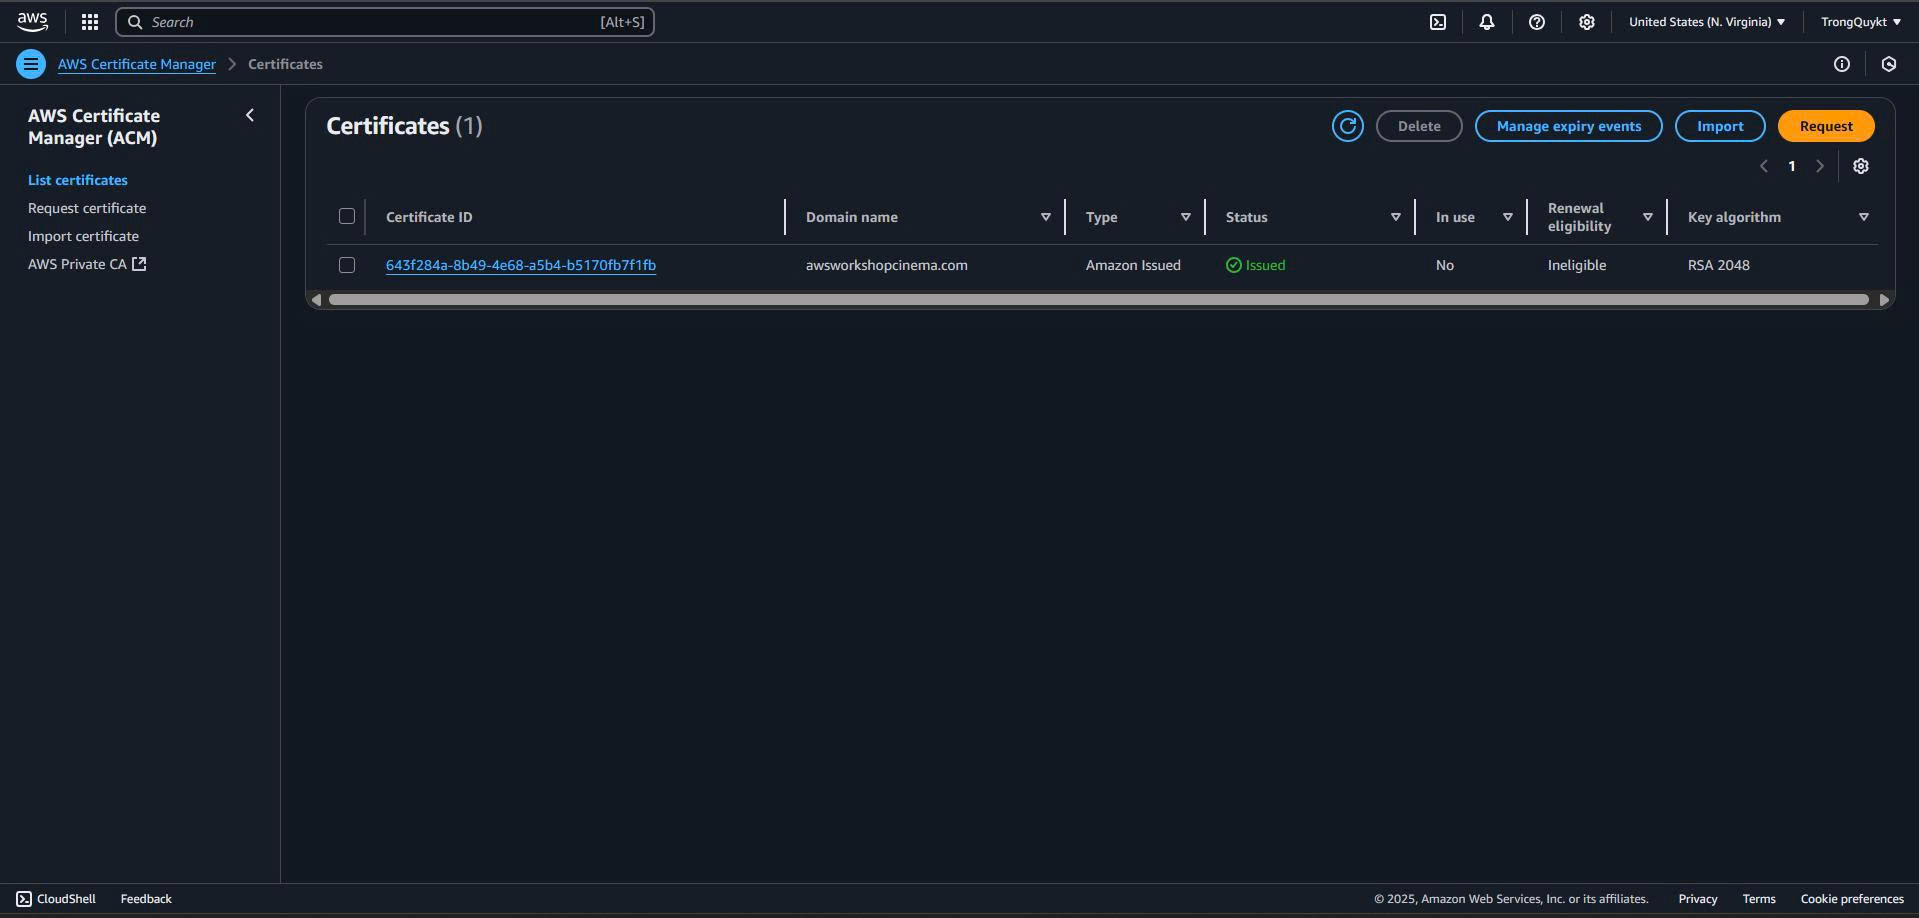 aws
Search
[Alt+S]
United States (N. Virginia)
TrongQuykt
AWS Certificate Manager
Certificates
AWS Certificate
Manager (ACM)
List certificates
Request certificate
Import certificate
AWS Private CA
Certificates (1)
Delete
Manage expiry events
Import
Request
1
Certificate ID
Domain name
Type
Status
In use
Renewal
eligibility
Key algorithm
643f284a-8b49-4e68-a5b4-b5170fb7f1fb
awsworkshopcinema.com
Amazon Issued
Issued
No
Ineligible
RSA 2048
CloudShell
Feedback
© 2025, Amazon Web Services, Inc. or its affiliates.
Privacy
Terms
Cookie preferences